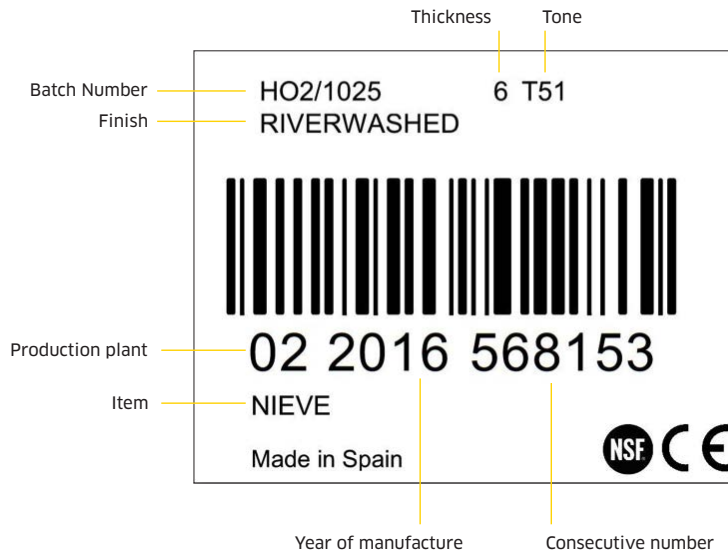 Thickness Tone
Batch Number HO2/1025 6 T51
Finish RIVERWASHED
Production plant 02 2016 568153
Item NIEVE
Made in Spain NSF CE
Year of manufacture Consecutive number